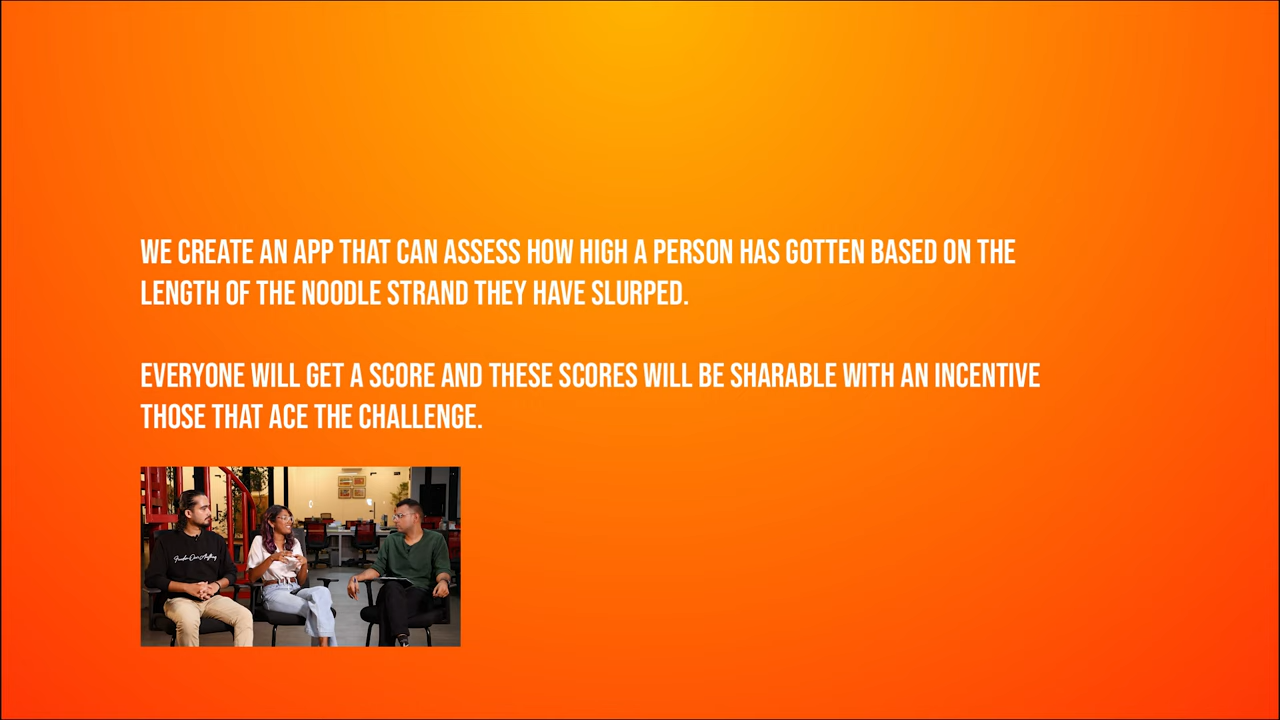 WE CREATE AN APP THAT CAN ASSESS HOW HIGH A PERSON HAS GOTTEN BASED ON THE
LENGTH OF THE NOODLE STRAND THEY HAVE SLURPED.
EVERYONE WILL GET A SCORE AND THESE SCORES WILL BE SHARABLE WITH AN INCENTIVE
THOSE THAT ACE THE CHALLENGE.